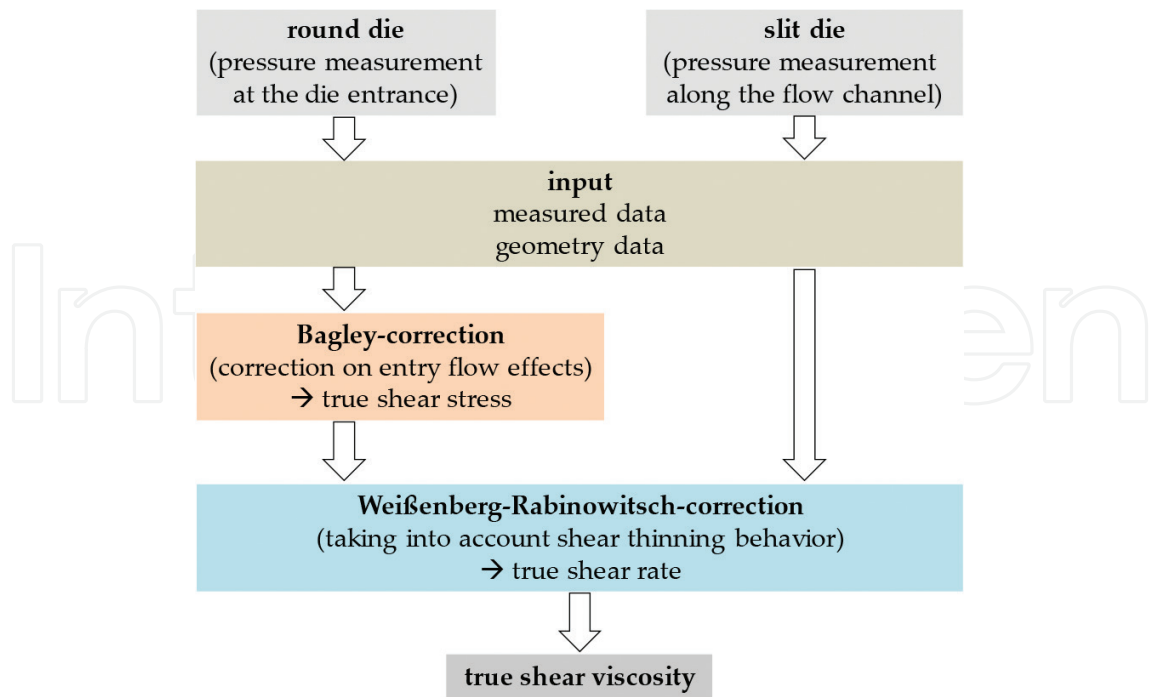 round die
(pressure measurement
at the die entrance)
slit die
(pressure measurement
along the flow channel)
input
measured data
geometry data
Bagley-correction
(correction on entry flow effects)
→ true shear stress
Weißenberg-Rabinowitsch-correction
(taking into account shear thinning behavior)
→ true shear rate
true shear viscosity